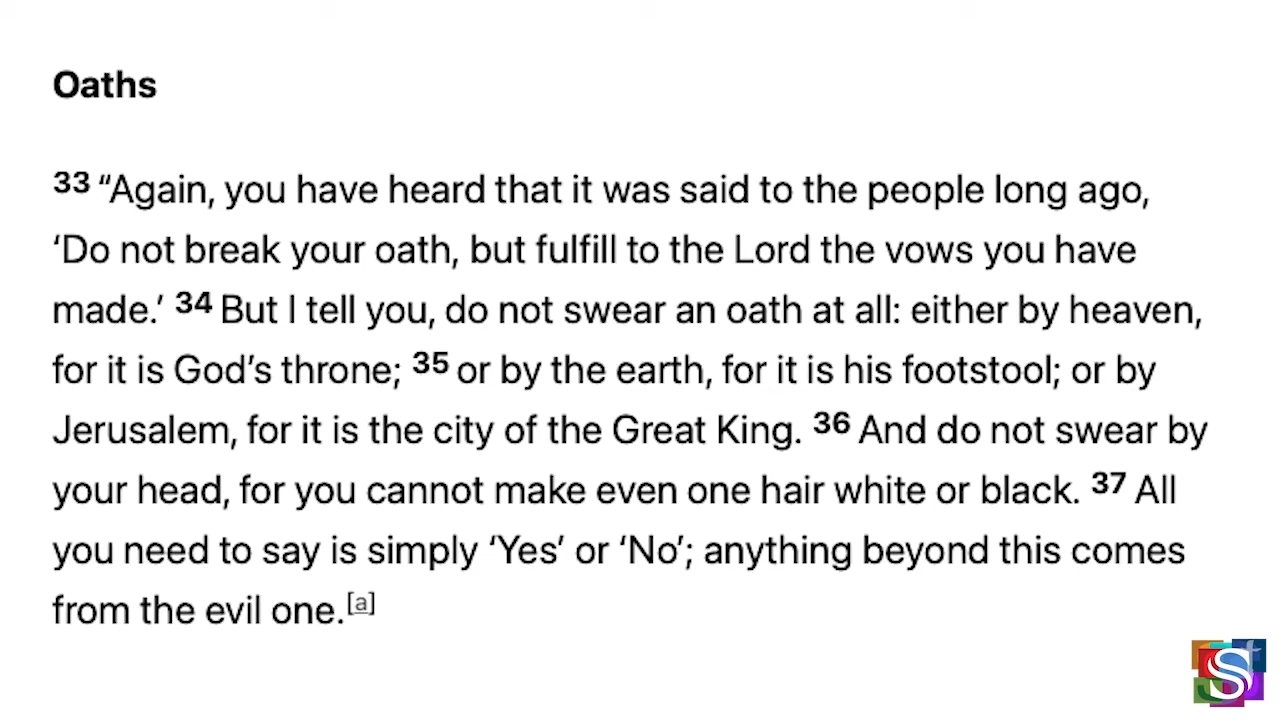 Oaths
33 “Again, you have heard that it was said to the people long ago,
‘Do not break your oath, but fulfill to the Lord the vows you have
made.’ 34 But I tell you, do not swear an oath at all: either by heaven,
for it is God’s throne; 35 or by the earth, for it is his footstool; or by
Jerusalem, for it is the city of the Great King. 36 And do not swear by
your head, for you cannot make even one hair white or black. 37 All
you need to say is simply ‘Yes’ or ‘No’; anything beyond this comes
from the evil one.[a]
S